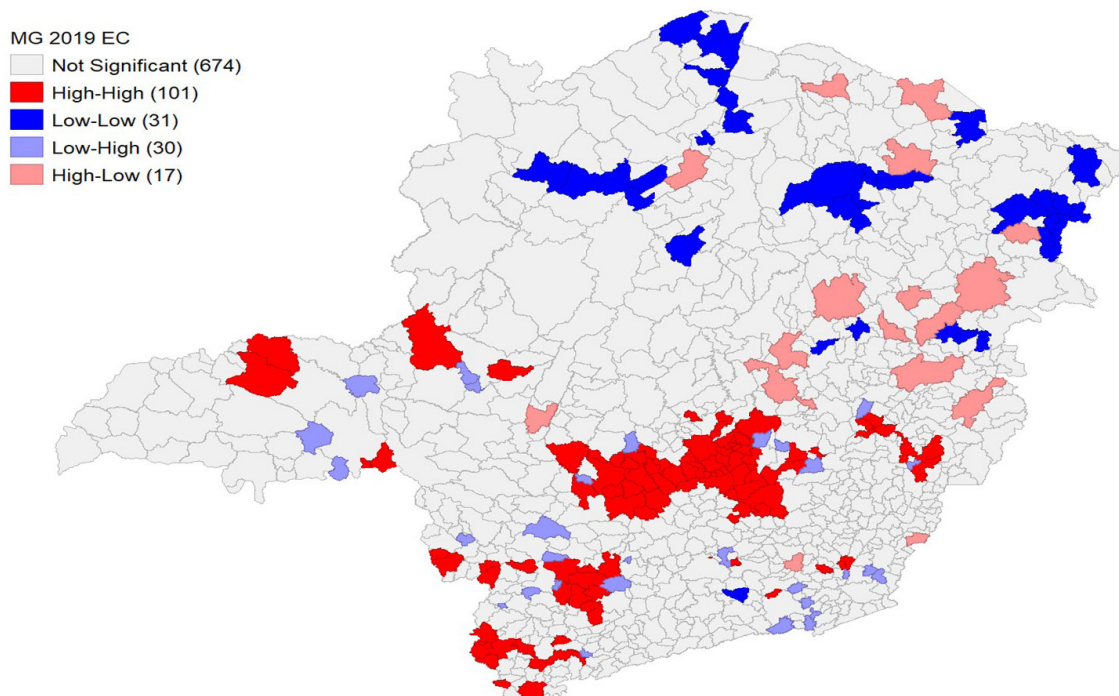 MG 2019 EC
Not Significant (674)
High-High (101)
Low-Low (31)
Low-High (30)
High-Low (17)